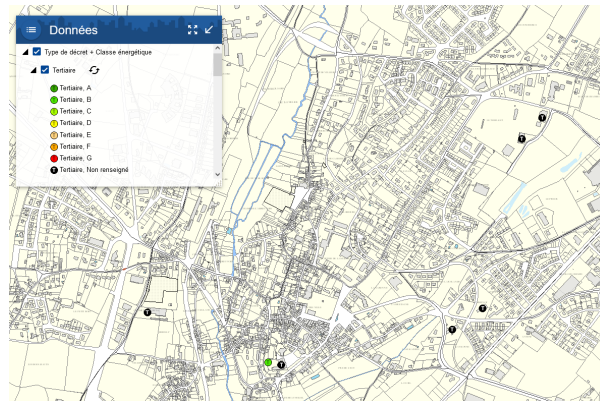 Données
Type de décret + Classe énergétique
Tertiaire
Tertiaire, A
Tertiaire, B
Tertiaire, C
Tertiaire, D
Tertiaire, E
Tertiaire, F
Tertiaire, G
T Tertiaire, Non renseigné
T
T
T
T
T
T